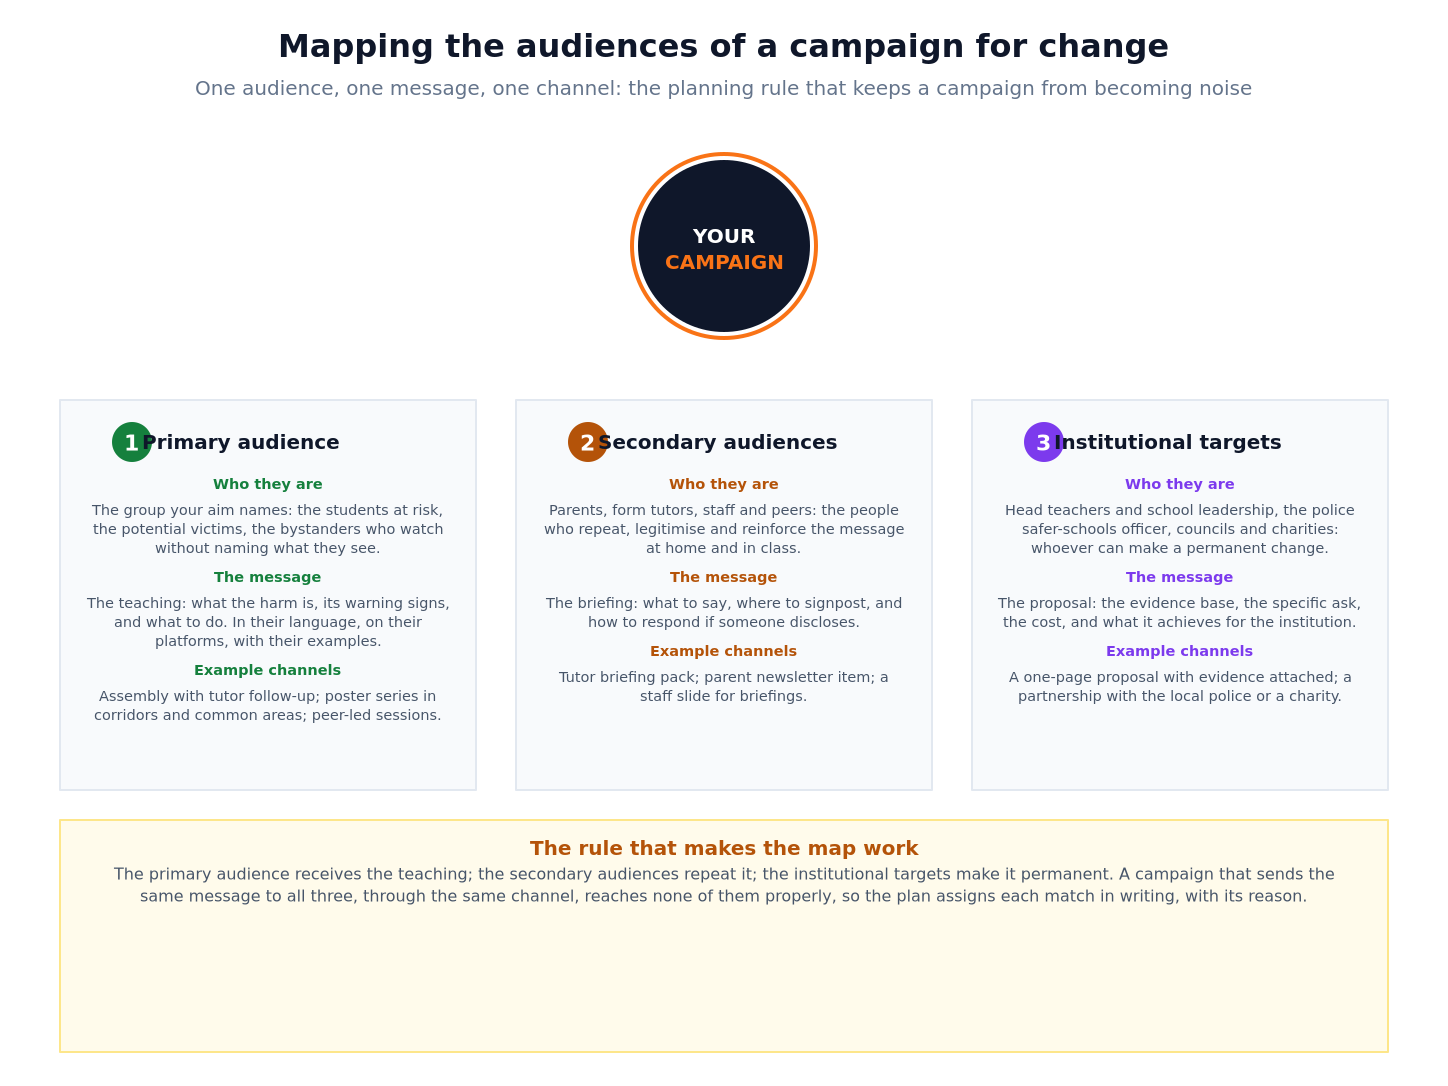 Mapping the audiences of a campaign for change
One audience, one message, one channel: the planning rule that keeps a campaign from becoming noise
YOUR
CAMPAIGN
1 Primary audience
Who they are
The group your aim names: the students at risk,
the potential victims, the bystanders who watch
without naming what they see.
The message
The teaching: what the harm is, its warning signs,
and what to do. In their language, on their
platforms, with their examples.
Example channels
Assembly with tutor follow-up; poster series in
corridors and common areas; peer-led sessions.
2 Secondary audiences
Who they are
Parents, form tutors, staff and peers: the people
who repeat, legitimise and reinforce the message
at home and in class.
The message
The briefing: what to say, where to signpost, and
how to respond if someone discloses.
Example channels
Tutor briefing pack; parent newsletter item; a
staff slide for briefings.
3 Institutional targets
Who they are
Head teachers and school leadership, the police
safer-schools officer, councils and charities:
whoever can make a permanent change.
The message
The proposal: the evidence base, the specific ask,
the cost, and what it achieves for the institution.
Example channels
A one-page proposal with evidence attached; a
partnership with the local police or a charity.
The rule that makes the map work
The primary audience receives the teaching; the secondary audiences repeat it; the institutional targets make it permanent. A campaign that sends the
same message to all three, through the same channel, reaches none of them properly, so the plan assigns each match in writing, with its reason.